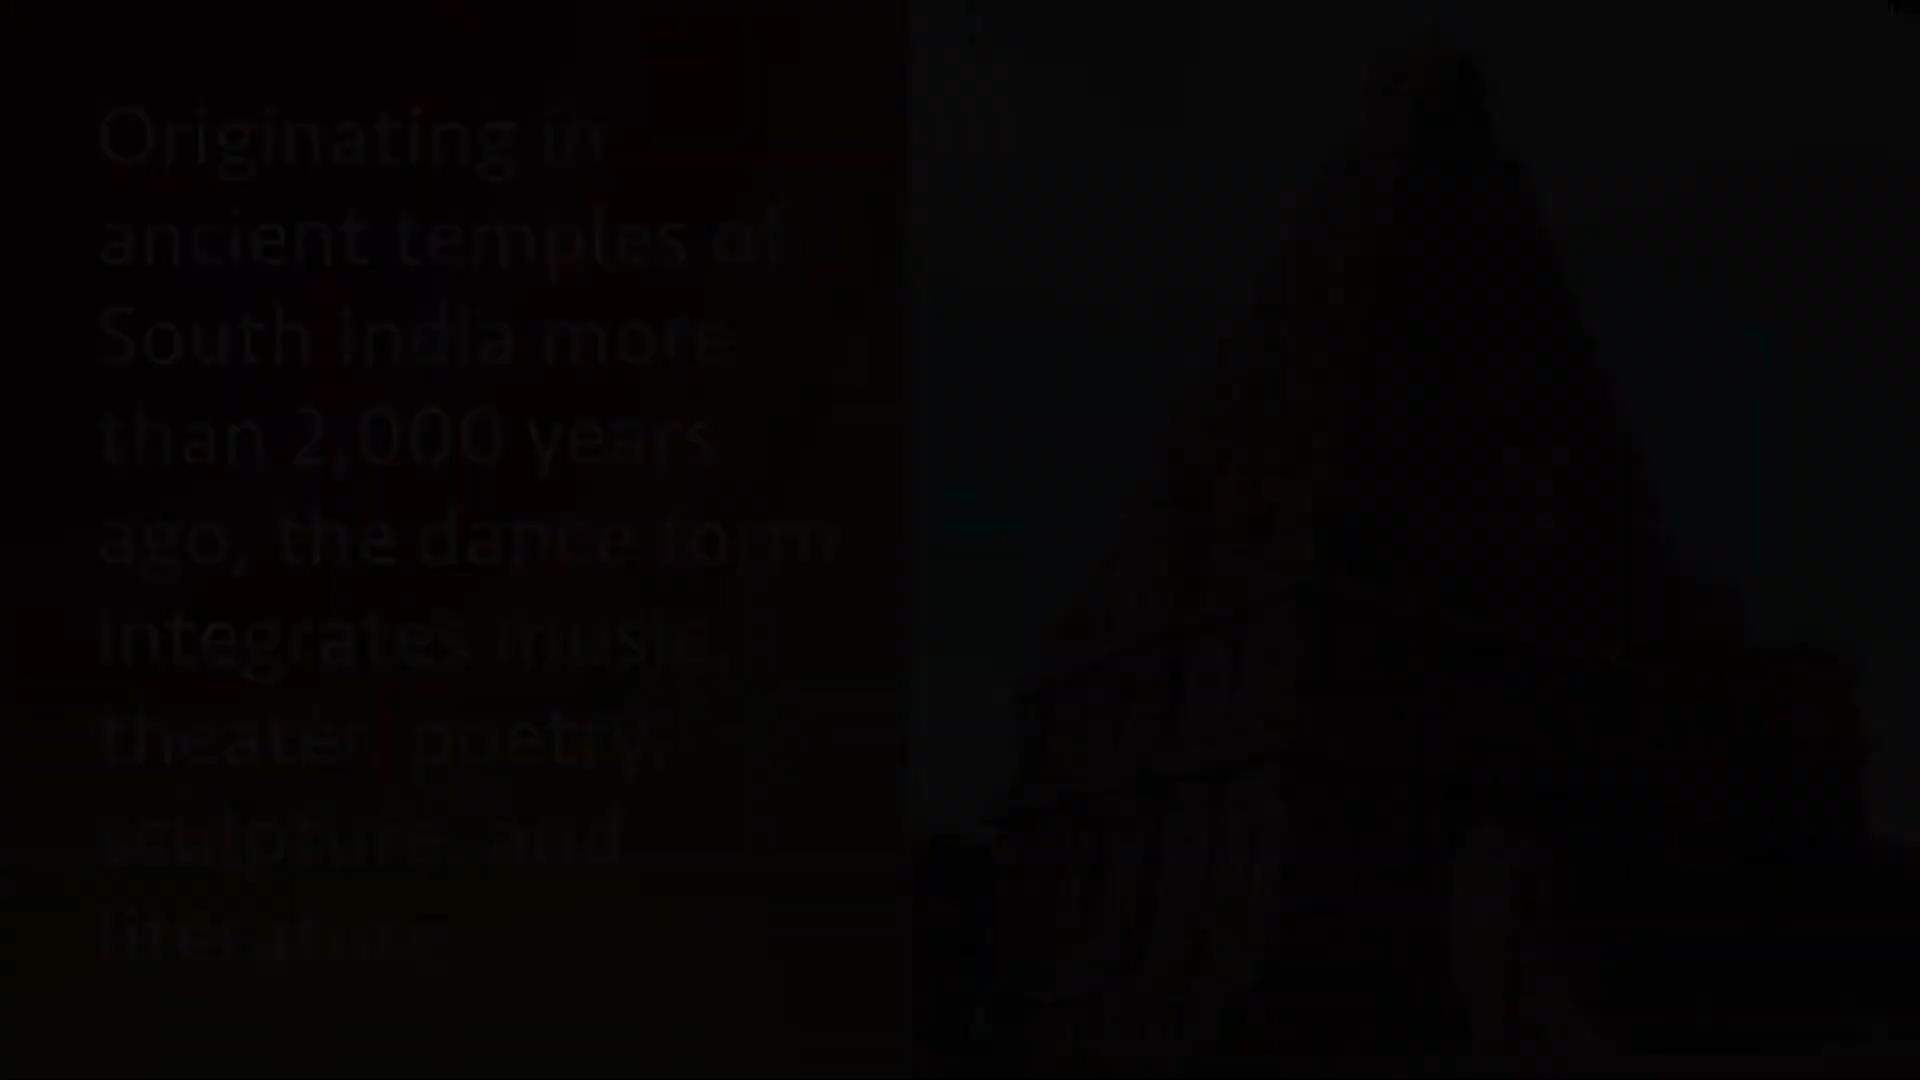 Originating in
ancient temples of
South India more
than 2,000 years
ago, the dance form
integrates music,
theater, poetry,
sculpture, and
literature.